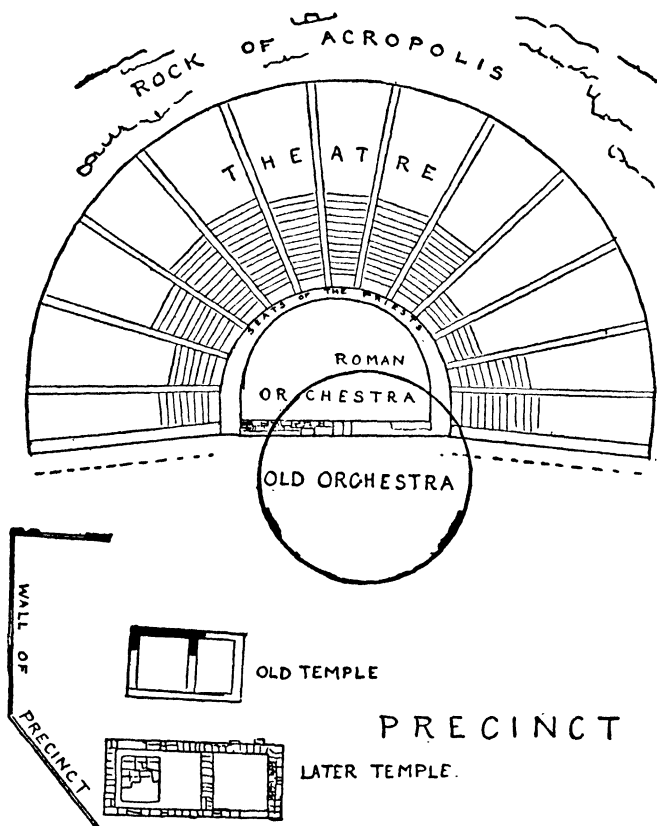 ROCK OF ACROPOLIS
THEATRE
SEATS OF THE PRIESTS
ROMAN
ORCHESTRA
OLD ORCHESTRA
WALL OF
PRECINCT
OLD TEMPLE
PRECINCT
LATER TEMPLE.